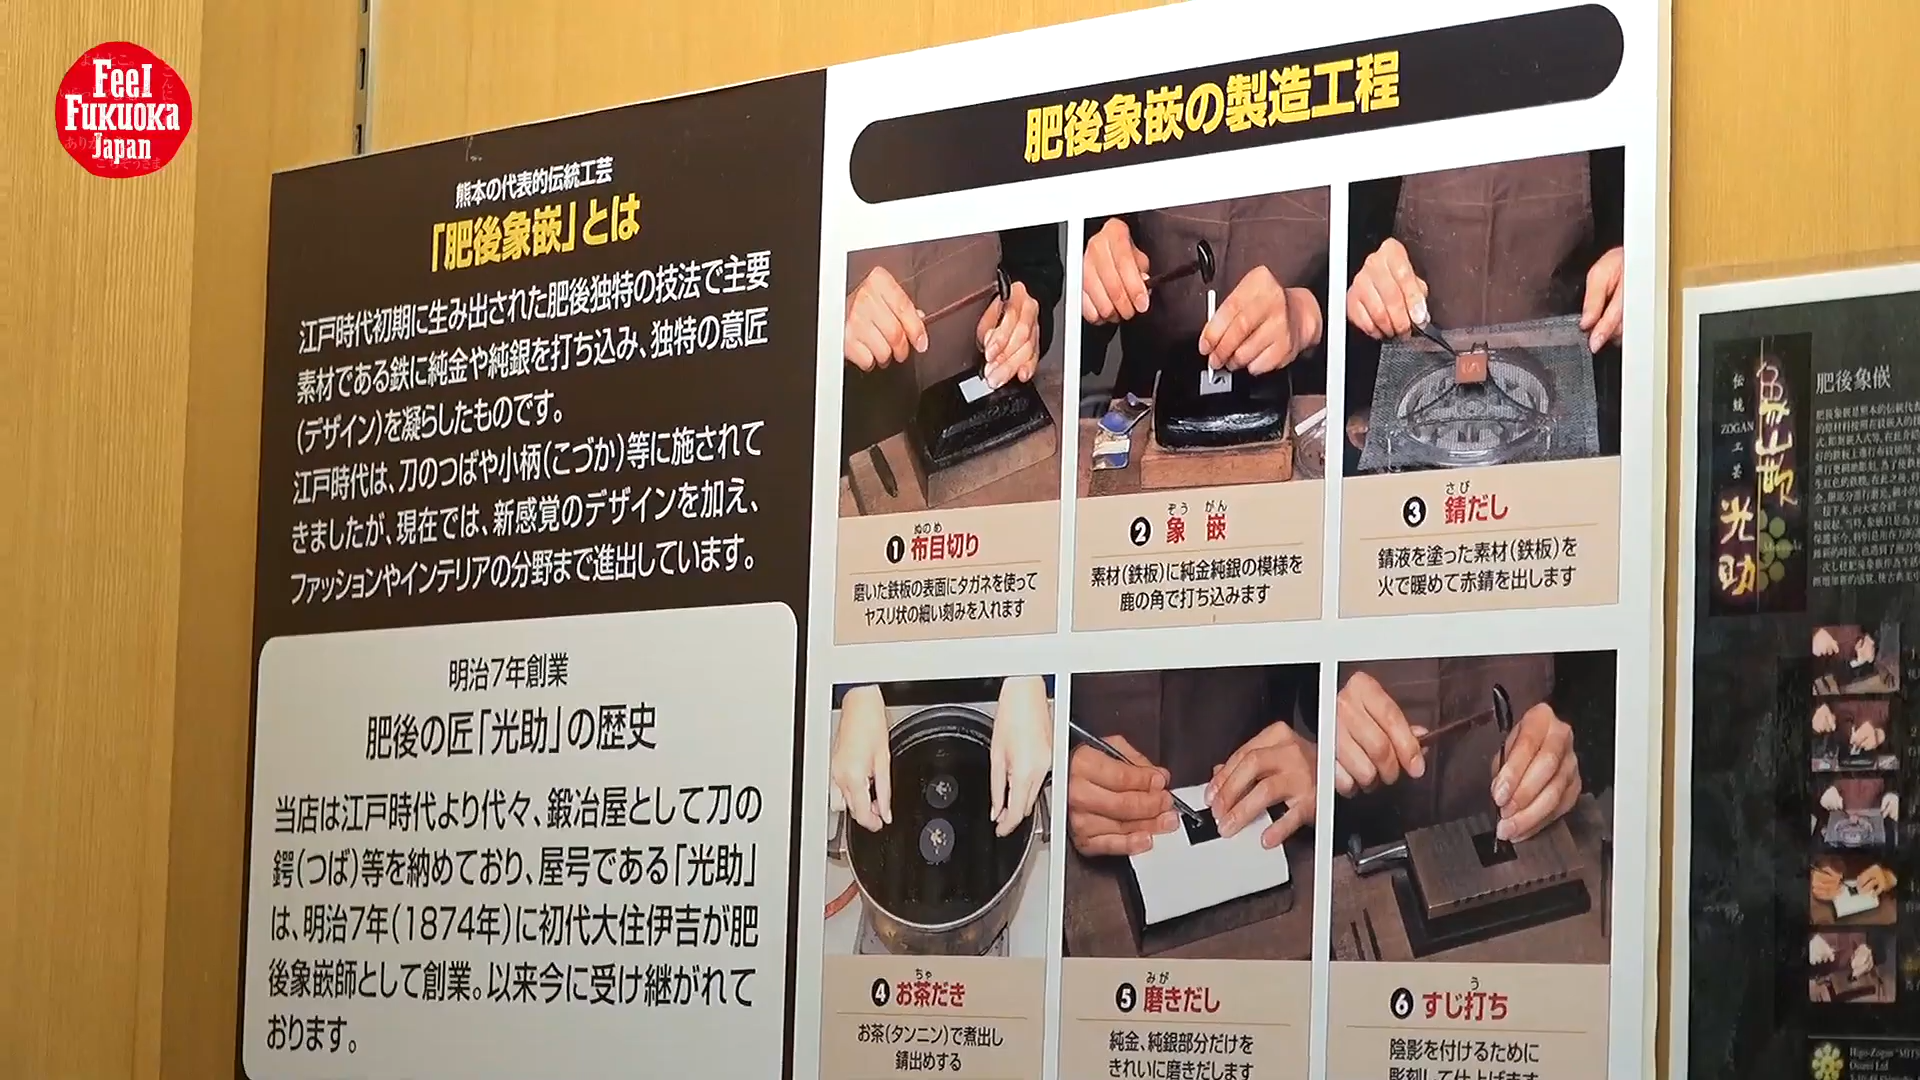 Feel
Fukuoka
Japan
熊本の代表的伝統工芸
「肥後象嵌」とは
江戸時代初期に生み出された肥後独特の技法で主要
素材である鉄に純金や純銀を打ち込み、独特の意匠
(デザイン)を凝らしたものです。
江戸時代は、刀のつばや小柄(こづか)等に施されて
きましたが、現在では、新感覚のデザインを加え、
ファッションやインテリアの分野まで進出しています。
明治7年創業
肥後の匠「光助」の歴史
当店は江戸時代より代々、鍛冶屋として刀の
鍔(つば)等を納めており、屋号である「光助」
は、明治7年(1874年)に初代大住伊吉が肥
後象嵌師として創業。以来今に受け継がれて
おります。
肥後象嵌の製造工程
ぬのめ
1 布目切り
磨いた鉄板の表面にタガネを使って
ヤスリ状の細い刻みを入れます
ぞう がん
2 象 嵌
素材(鉄板)に純金純銀の模様を
鹿の角で打ち込みます
さび
3 錆だし
錆液を塗った素材(鉄板)を
火で暖めて赤錆を出します
ちゃ
4 お茶だき
お茶(タンニン)で煮出し
錆出めする
みが
5 磨きだし
純金、純銀部分だけを
きれいに磨きだします
う
6 すじ打ち
陰影を付けるために
彫刻して仕上げます
伝統工芸
ZOGAN
象嵌
光助
肥後象嵌